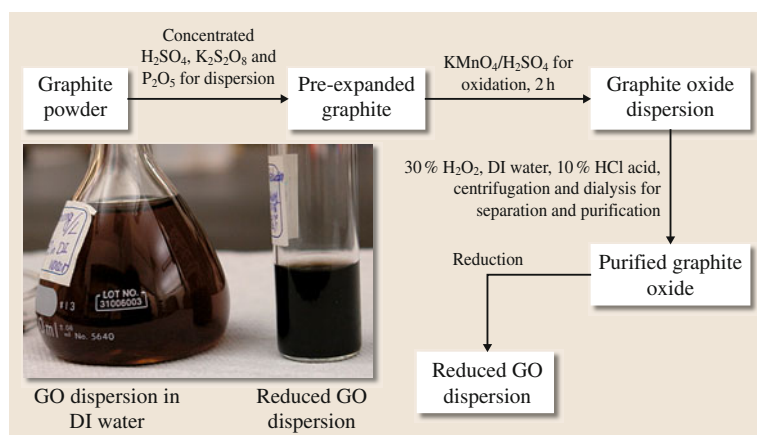 Concentrated
H₂SO₄, K₂S₂O₈ and
P₂O₅ for dispersion
Graphite
powder
Pre-expanded
graphite
KMnO₄/H₂SO₄ for
oxidation, 2 h
Graphite oxide
dispersion
30 % H₂O₂, DI water, 10 % HCl acid,
centrifugation and dialysis for
separation and purification
Purified graphite
oxide
Reduction
Reduced GO
dispersion
LOT NO.
31006003
No. 5640
GO dispersion in
DI water
Reduced GO
dispersion